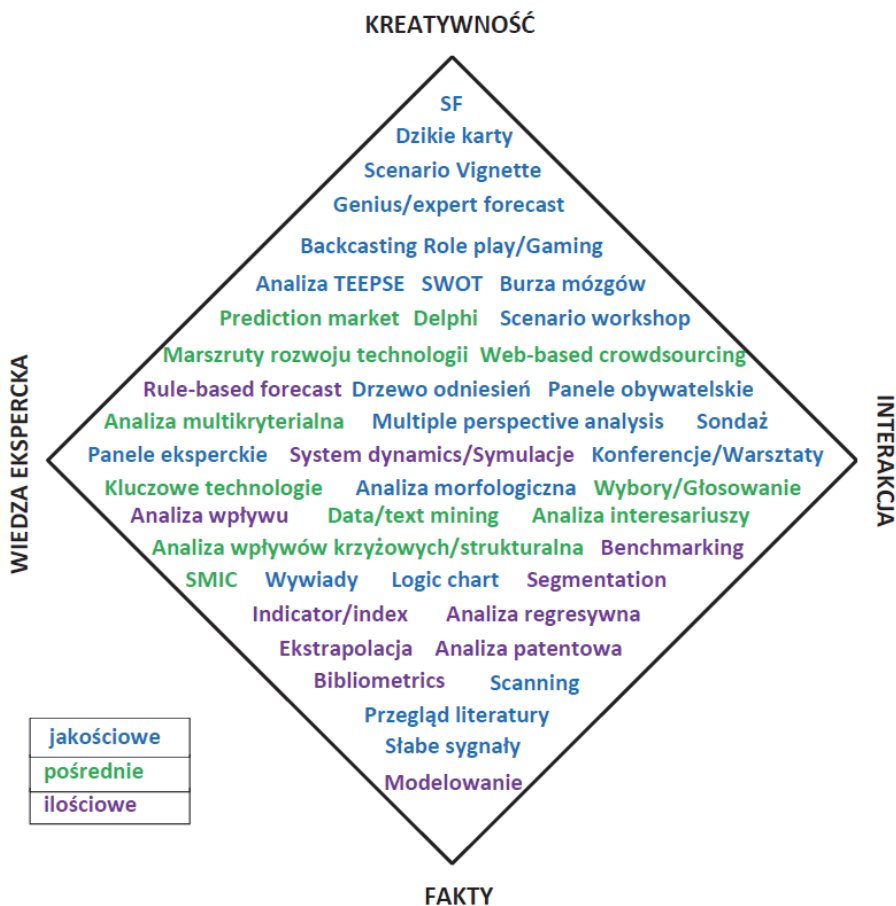 KREATYWNOŚĆ
SF
Dzikie karty
Scenario Vignette
Genius/expert forecast
Backcasting Role play/Gaming
Analiza TEEPSE SWOT Burza mózgów
Prediction market Delphi Scenario workshop
Marszruty rozwoju technologii Web-based crowdsourcing
Rule-based forecast Drzewo odniesień Panele obywatelskie
Analiza multikryterialna Multiple perspective analysis Sondaż
Panele eksperckie System dynamics/Symulacje Konferencje/Warsztaty
Kluczowe technologie Analiza morfologiczna Wybory/Głosowanie
Analiza wpływu Data/text mining Analiza interesariuszy
Analiza wpływów krzyżowych/strukturalna Benchmarking
SMIC Wywiady Logic chart Segmentation
Indicator/index Analiza regresywna
Ekstrapolacja Analiza patentowa
Bibliometrics Scanning
Przegląd literatury
Słabe sygnały
Modelowanie
WIEDZA EKSPERCKA
INTERAKCJA
jakościowe
pośrednie
ilościowe
FAKTY